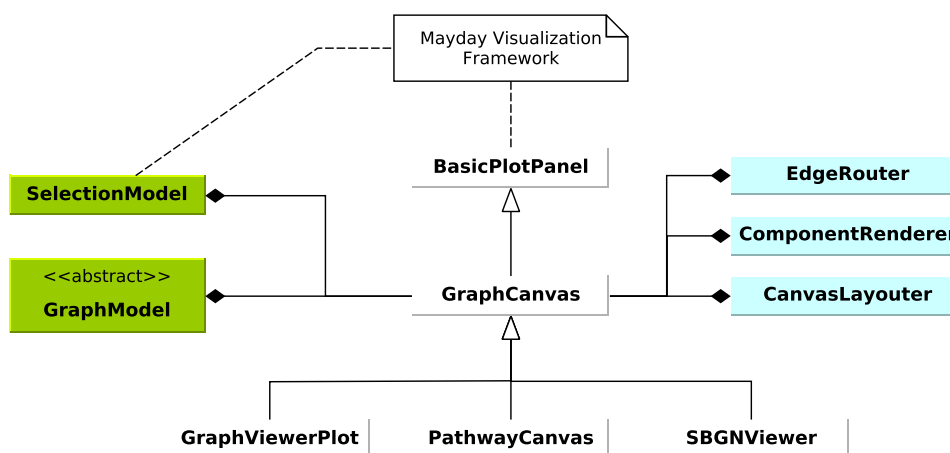 Mayday Visualization
Framework
BasicPlotPanel
SelectionModel
EdgeRouter
ComponentRenderer
<<abstract>>
GraphModel
GraphCanvas
CanvasLayouter
GraphViewerPlot
PathwayCanvas
SBGNViewer